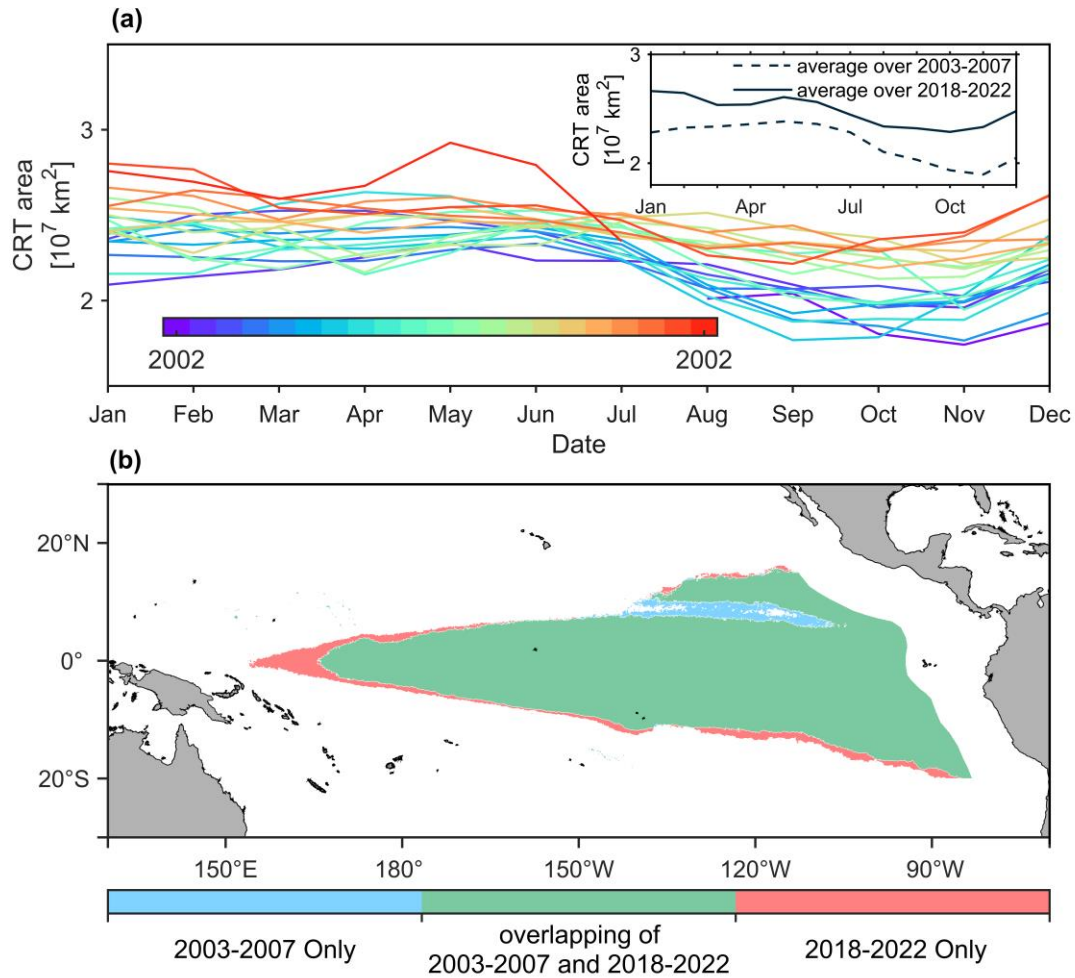 (a)
CRT area
[10⁷ km²]
3
2
CRT area
[10⁷ km²]
3
2
average over 2003-2007
average over 2018-2022
Jan Apr Jul Oct
2002 2002
Jan Feb Mar Apr May Jun Jul Aug Sep Oct Nov Dec
Date
(b)
20°N
0°
20°S
150°E 180° 150°W 120°W 90°W
2003-2007 Only
overlapping of
2003-2007 and 2018-2022
2018-2022 Only